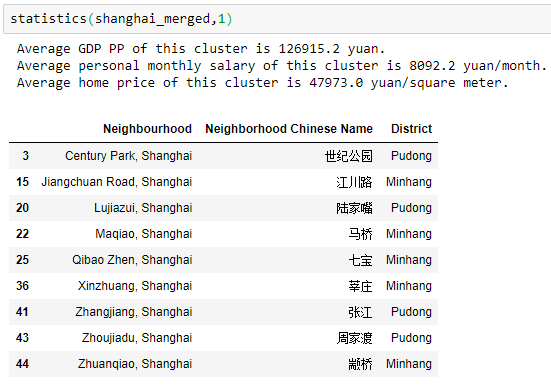 statistics(shanghai_merged,1)
Average GDP PP of this cluster is 126915.2 yuan.
Average personal monthly salary of this cluster is 8092.2 yuan/month.
Average home price of this cluster is 47973.0 yuan/square meter.
Neighbourhood Neighborhood Chinese Name District
3 Century Park, Shanghai 世纪公园 Pudong
15 Jiangchuan Road, Shanghai 江川路 Minhang
20 Lujiazui, Shanghai 陆家嘴 Pudong
22 Maqiao, Shanghai 马桥 Minhang
25 Qibao Zhen, Shanghai 七宝 Minhang
36 Xinzhuang, Shanghai 莘庄 Minhang
41 Zhangjiang, Shanghai 张江 Pudong
43 Zhoujiadu, Shanghai 周家渡 Pudong
44 Zhuanqiao, Shanghai 颛桥 Minhang